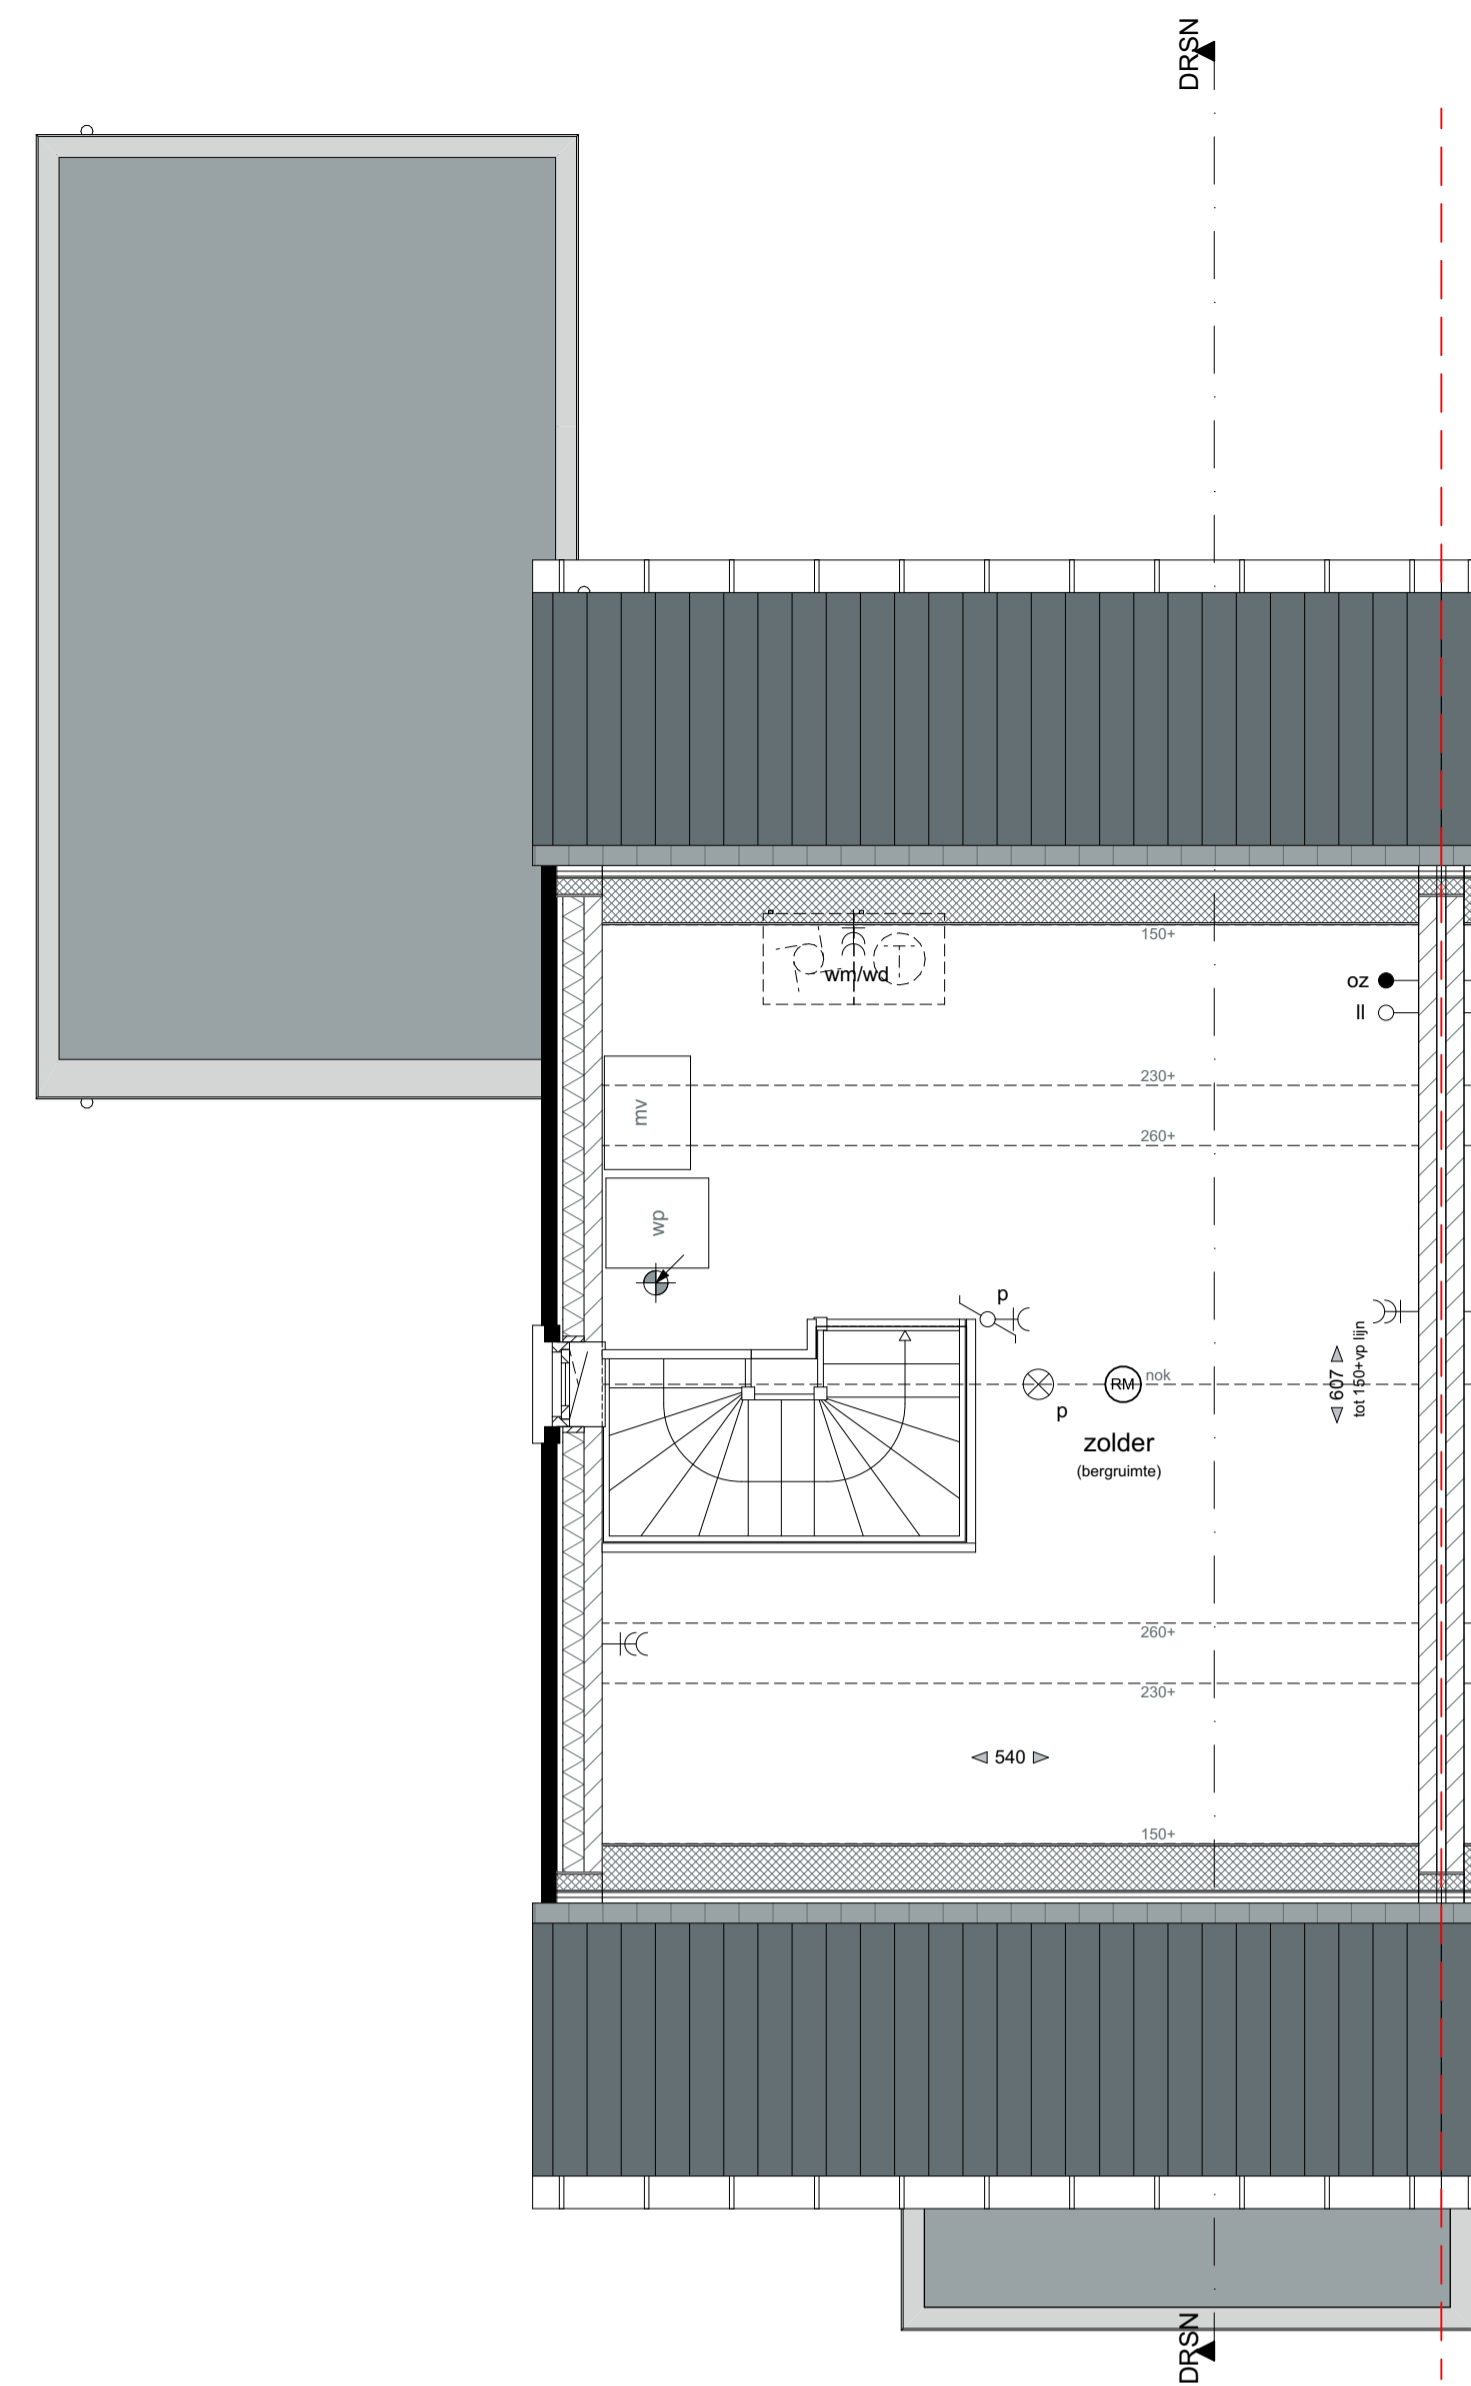 DRSN
150+
wm/wd
oz
ll
230+
mv
260+
wp
p
607
tot 150+vp lijn
nok
RM
p
zolder
(bergruimte)
260+
230+
540
150+
DRSN